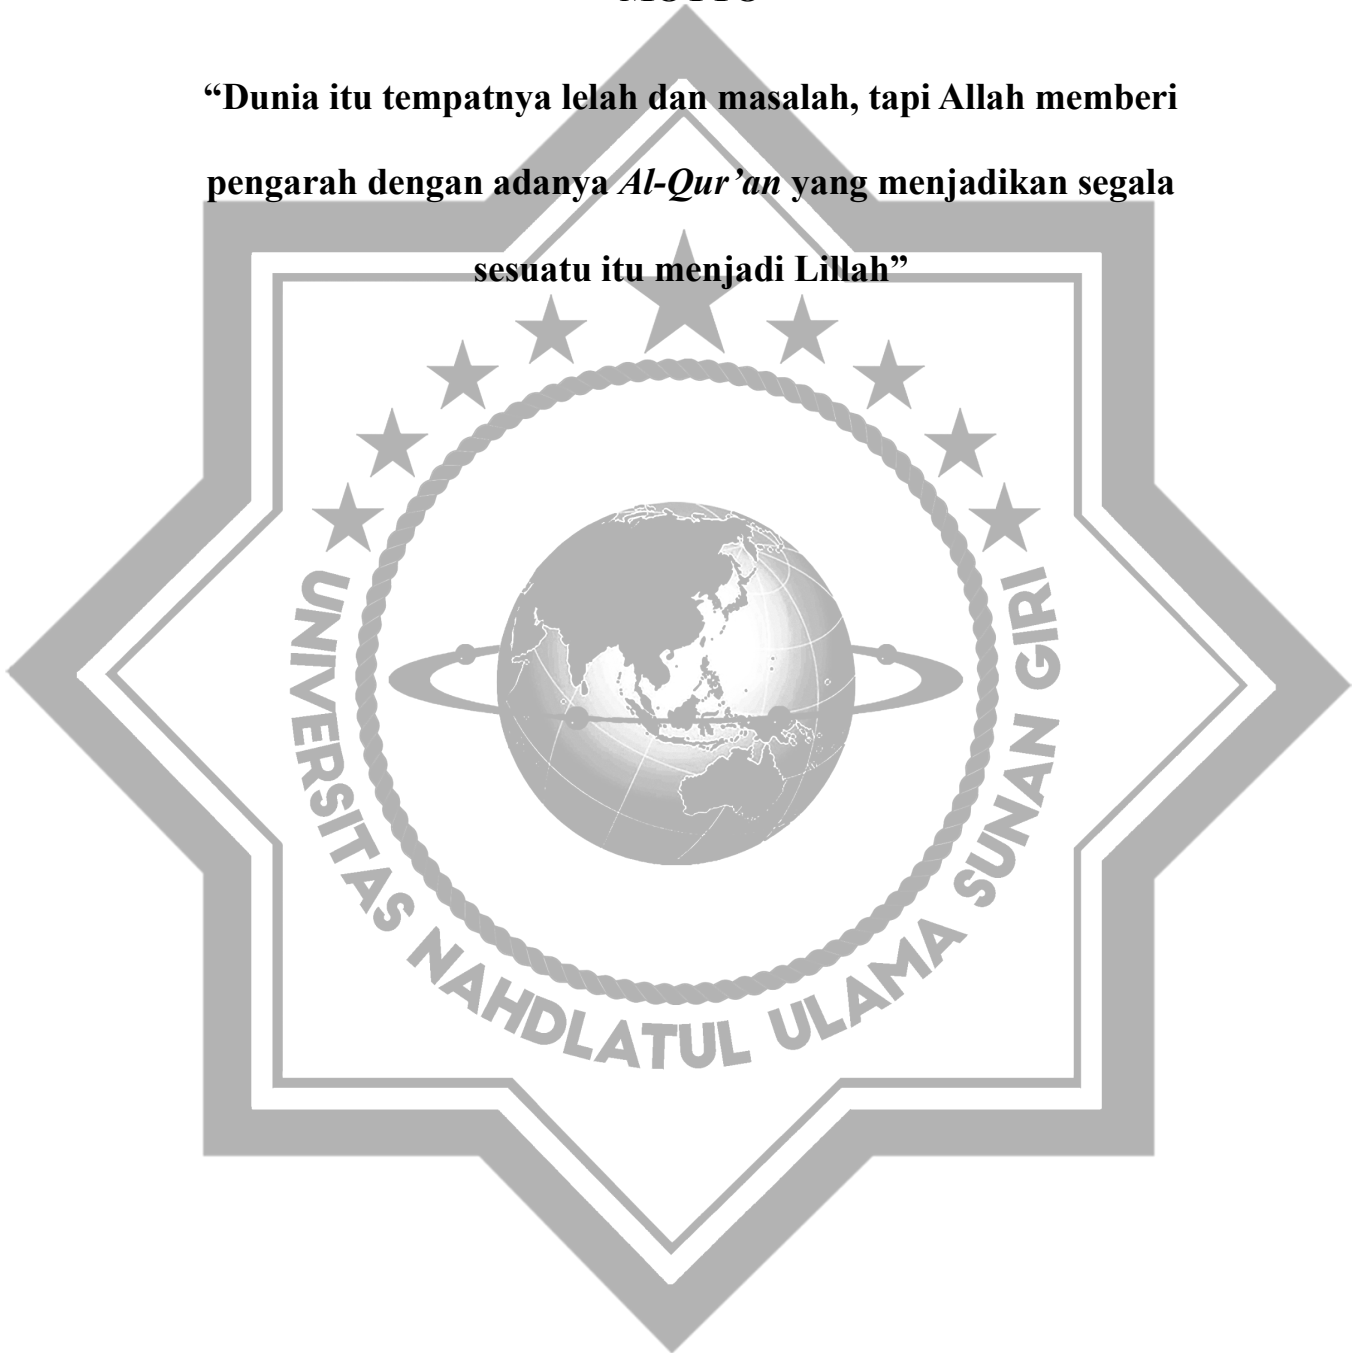 MOTTO
“Dunia itu tempatnya lelah dan masalah, tapi Allah memberi
pengarah dengan adanya Al-Qur’an yang menjadikan segala
sesuatu itu menjadi Lillah”
UNIVERSITAS NAHDLATUL ULAMA SUNAN GIRI